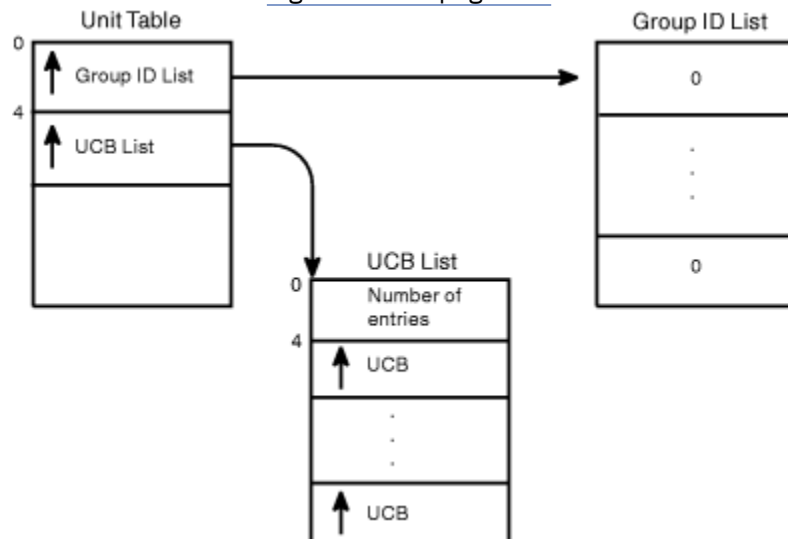 Unit Table
Group ID List
0
Group ID List
0
4
UCB List
.
.
.
0
UCB List
0
Number of
entries
4
UCB
.
.
.
UCB